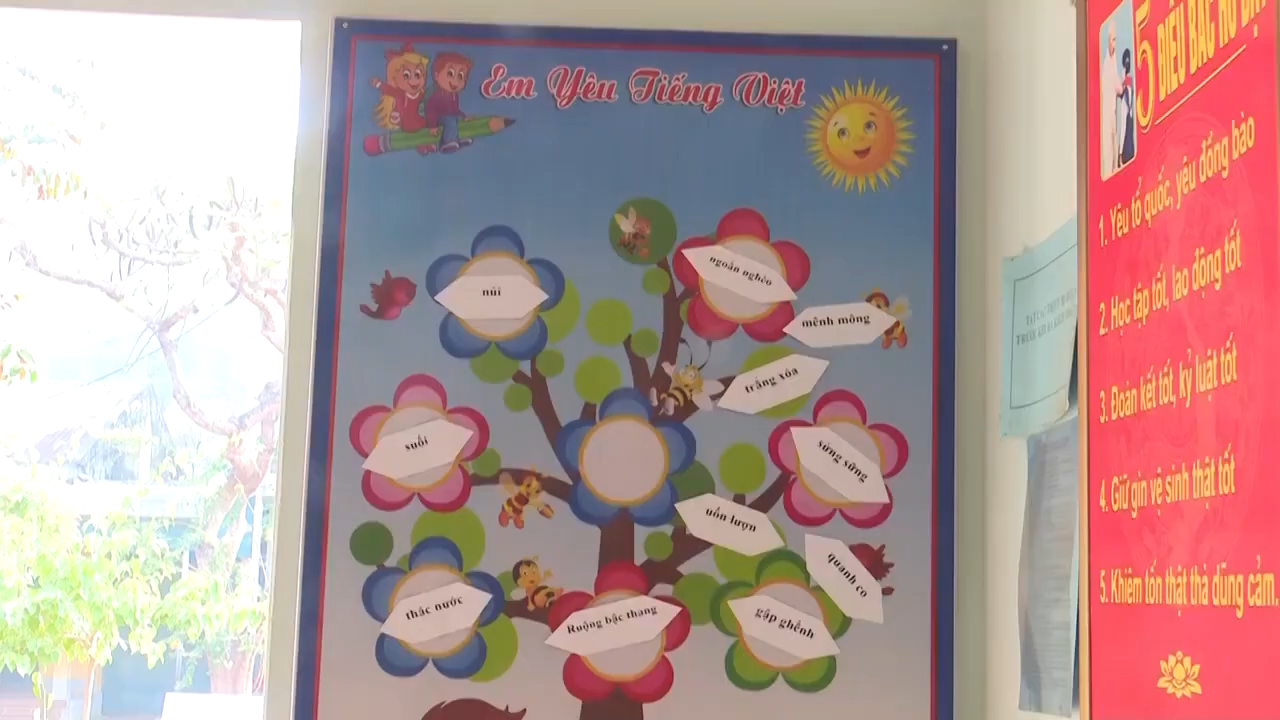 Em Yêu Tiếng Việt
núi
ngoằn nghèo
mênh mông
trắng xóa
suối
sừng sững
uốn lượn
quanh co
thác nước
Ruộng bậc thang
gập ghềnh
5 ĐIỀU BÁC HỒ DẠY
1. Yêu tổ quốc, yêu đồng bào
2. Học tập tốt, lao động tốt
3. Đoàn kết tốt, kỷ luật tốt
4. Giữ gìn vệ sinh thật tốt
5. Khiêm tốn thật thà dũng cảm.